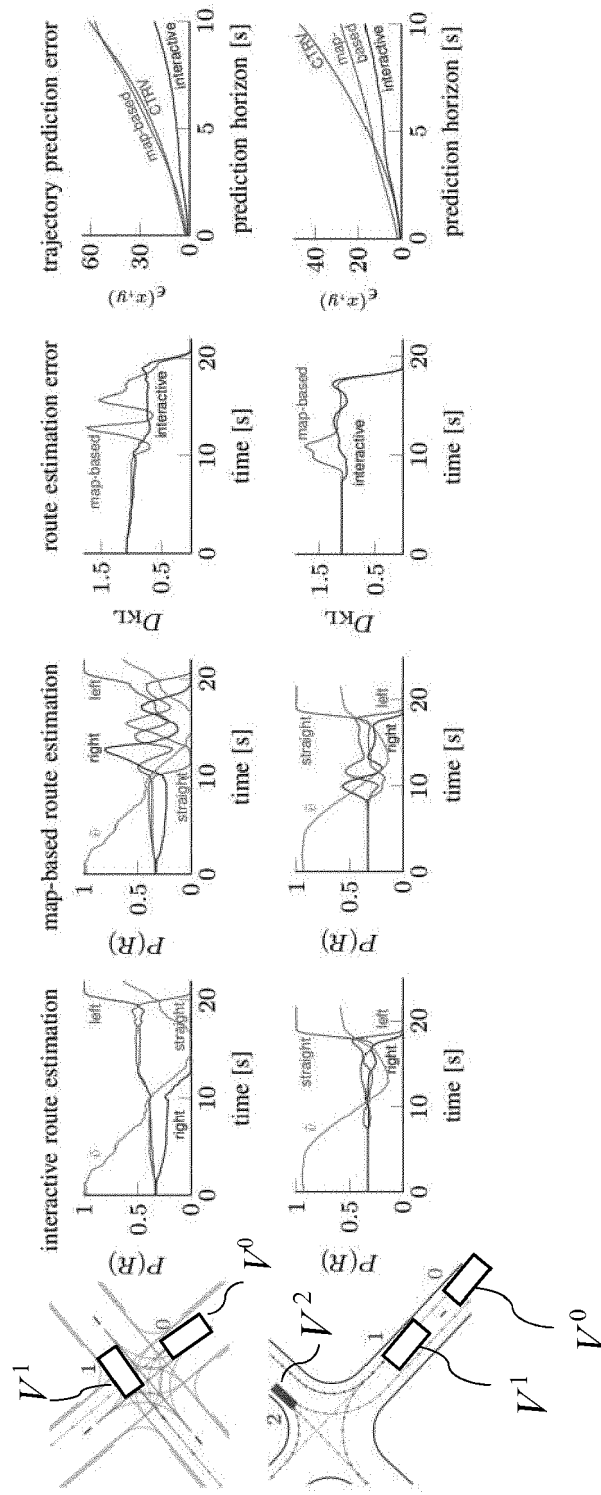 interactive route estimation
map-based route estimation
route estimation error
trajectory prediction error
V¹
1
0
V⁰
P(R)
1
0.5
0
v̄
left
right
straight
0
10
20
time [s]
P(R)
1
0.5
0
v̄
right
left
straight
0
10
20
time [s]
D_KL
1.5
0.5
map-based
interactive
0
10
20
time [s]
ϵ^(x,y)
60
30
0
map-based
CTRV
interactive
0
5
10
prediction horizon [s]
2
V²
1
0
V¹
V⁰
P(R)
1
0.5
0
straight
right
left
0
10
20
time [s]
P(R)
1
0.5
0
straight
right
left
0
10
20
time [s]
D_KL
1.5
0.5
map-based
interactive
0
10
20
time [s]
ϵ^(x,y)
40
20
0
CTRV
map-
based
interactive
0
5
10
prediction horizon [s]